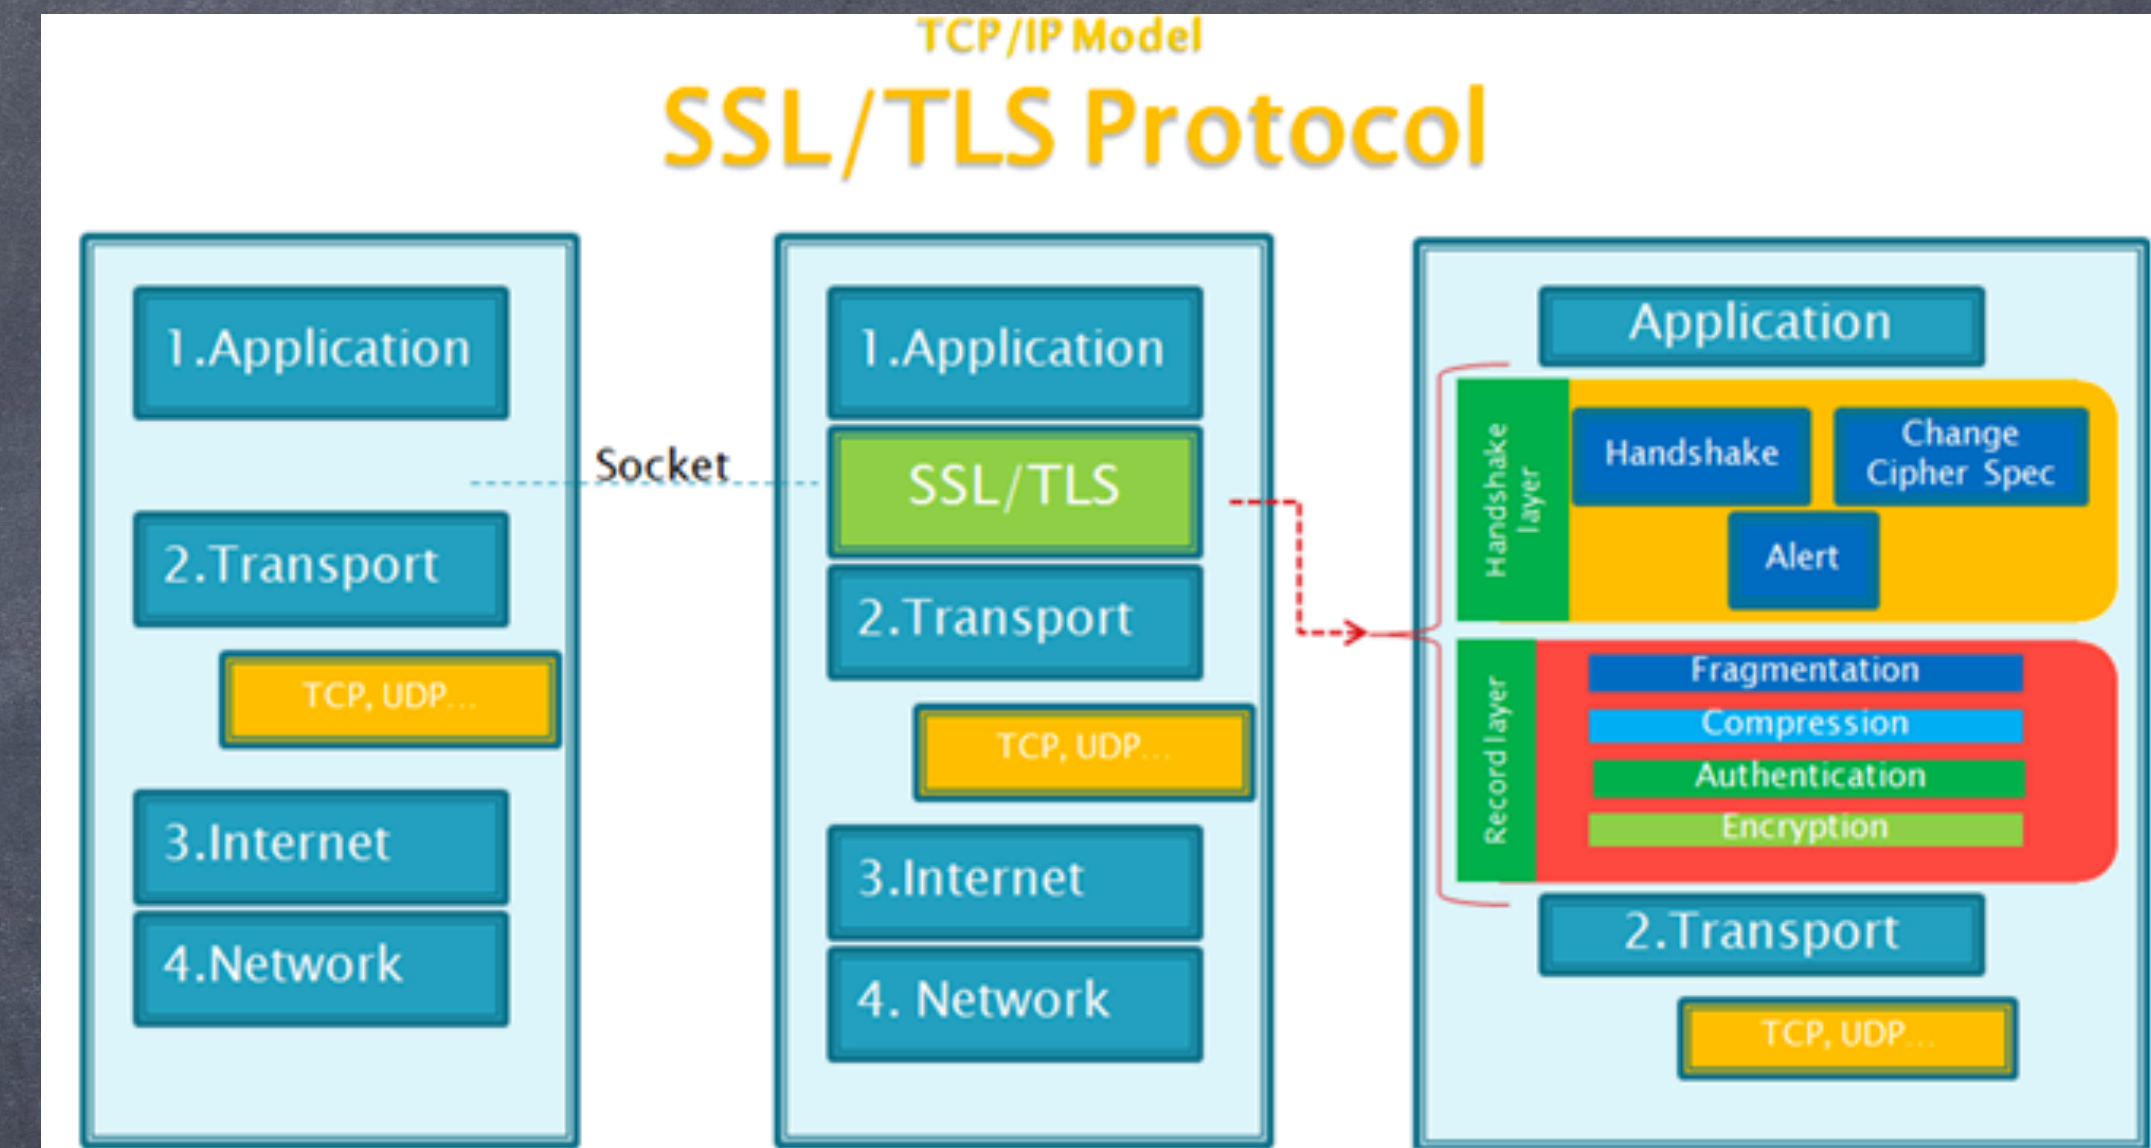 TCP/IP Model
SSL/TLS Protocol
1.Application
Socket
2.Transport
TCP, UDP...
3.Internet
4.Network
1.Application
SSL/TLS
2.Transport
TCP, UDP...
3.Internet
4. Network
Application
Handshake
layer
Handshake
Change
Cipher Spec
Alert
Record layer
Fragmentation
Compression
Authentication
Encryption
2.Transport
TCP, UDP...